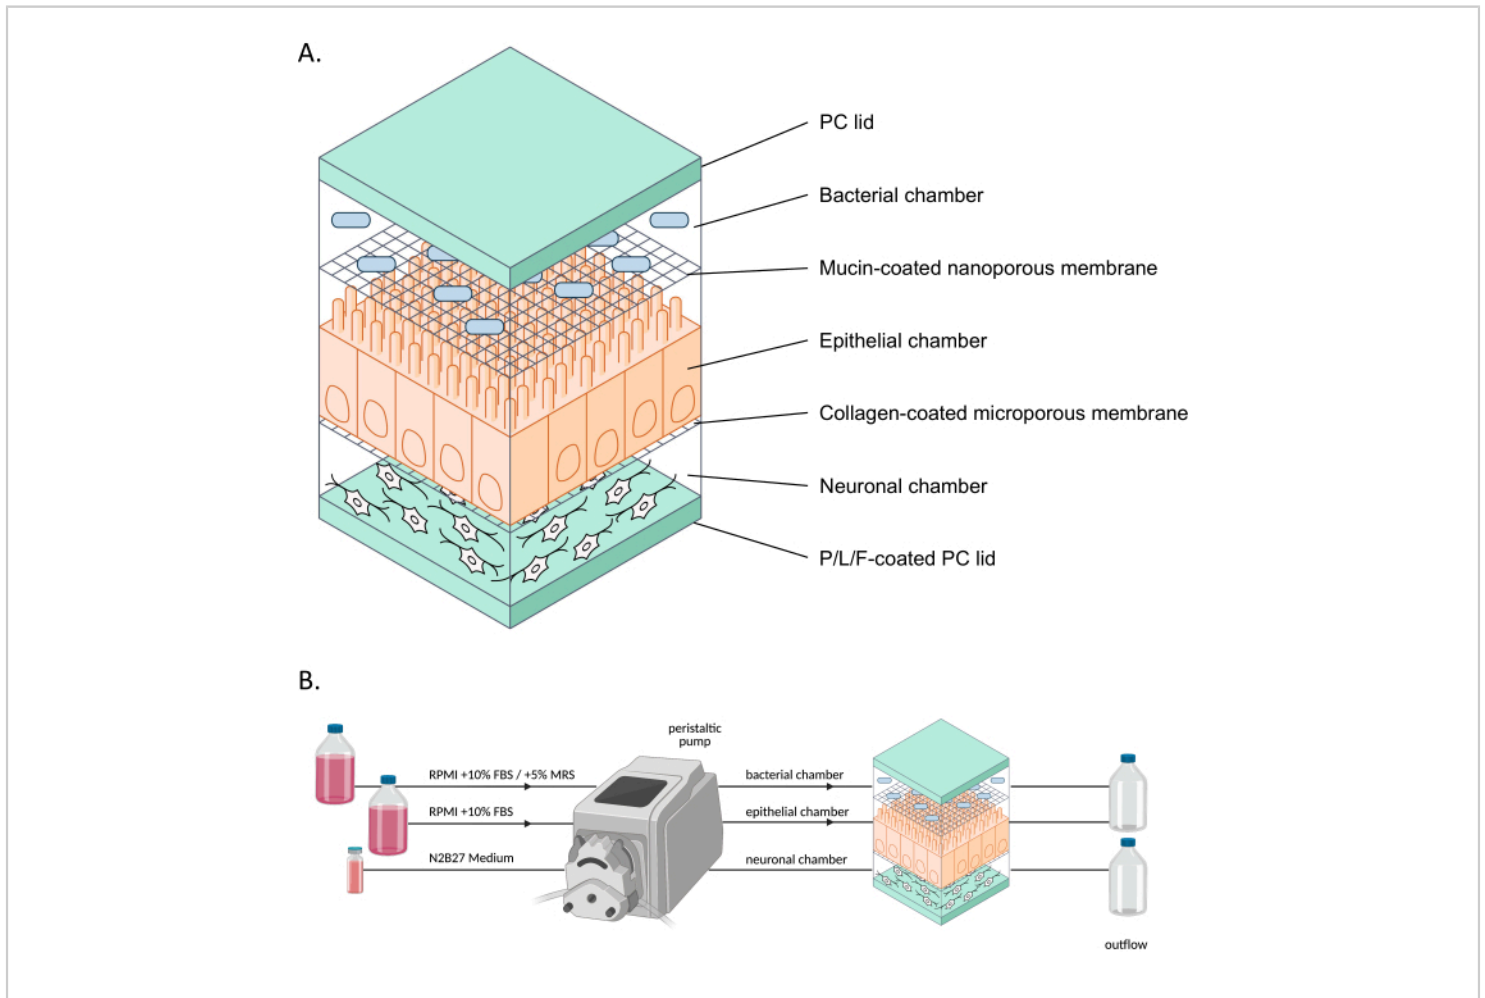 A.
PC lid
Bacterial chamber
Mucin-coated nanoporous membrane
Epithelial chamber
Collagen-coated microporous membrane
Neuronal chamber
P/L/F-coated PC lid
B.
peristaltic
pump
RPMI +10% FBS / +5% MRS
bacterial chamber
RPMI +10% FBS
epithelial chamber
N2B27 Medium
neuronal chamber
outflow